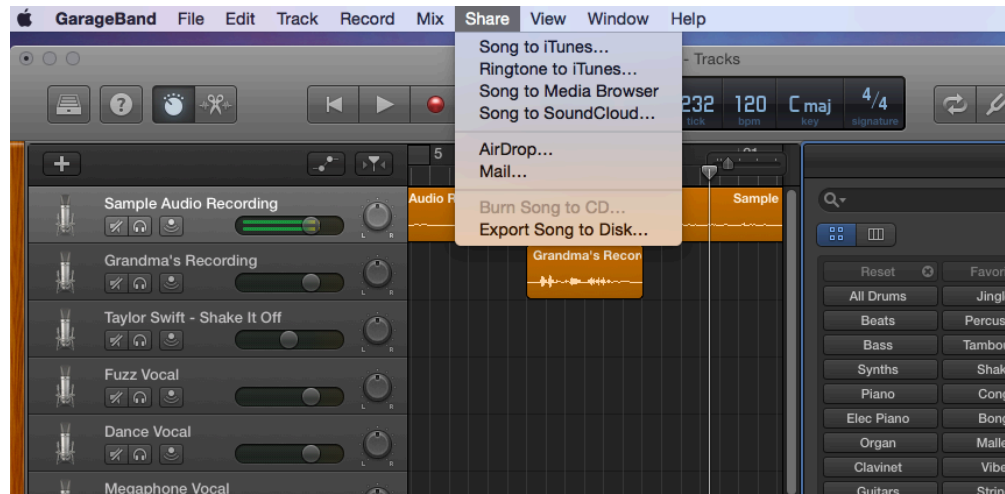 GarageBand File Edit Track Record Mix Share View Window Help
Song to iTunes...
Ringtone to iTunes...
Song to Media Browser
Song to SoundCloud...
AirDrop...
Mail...
Burn Song to CD...
Export Song to Disk...
- Tracks
232 120 C maj 4/4
tick bpm key signature
5
Sample Audio Recording
L R
Audio R
Sample
Grandma's Recording
L R
Grandma's Recor
Taylor Swift - Shake It Off
L R
Fuzz Vocal
L R
Dance Vocal
L R
Megaphone Vocal
Reset Favor
All Drums Jingl
Beats Percus
Bass Tambou
Synths Shak
Piano Cong
Elec Piano Bong
Organ Malle
Clavinet Vibe
Guitars Strin